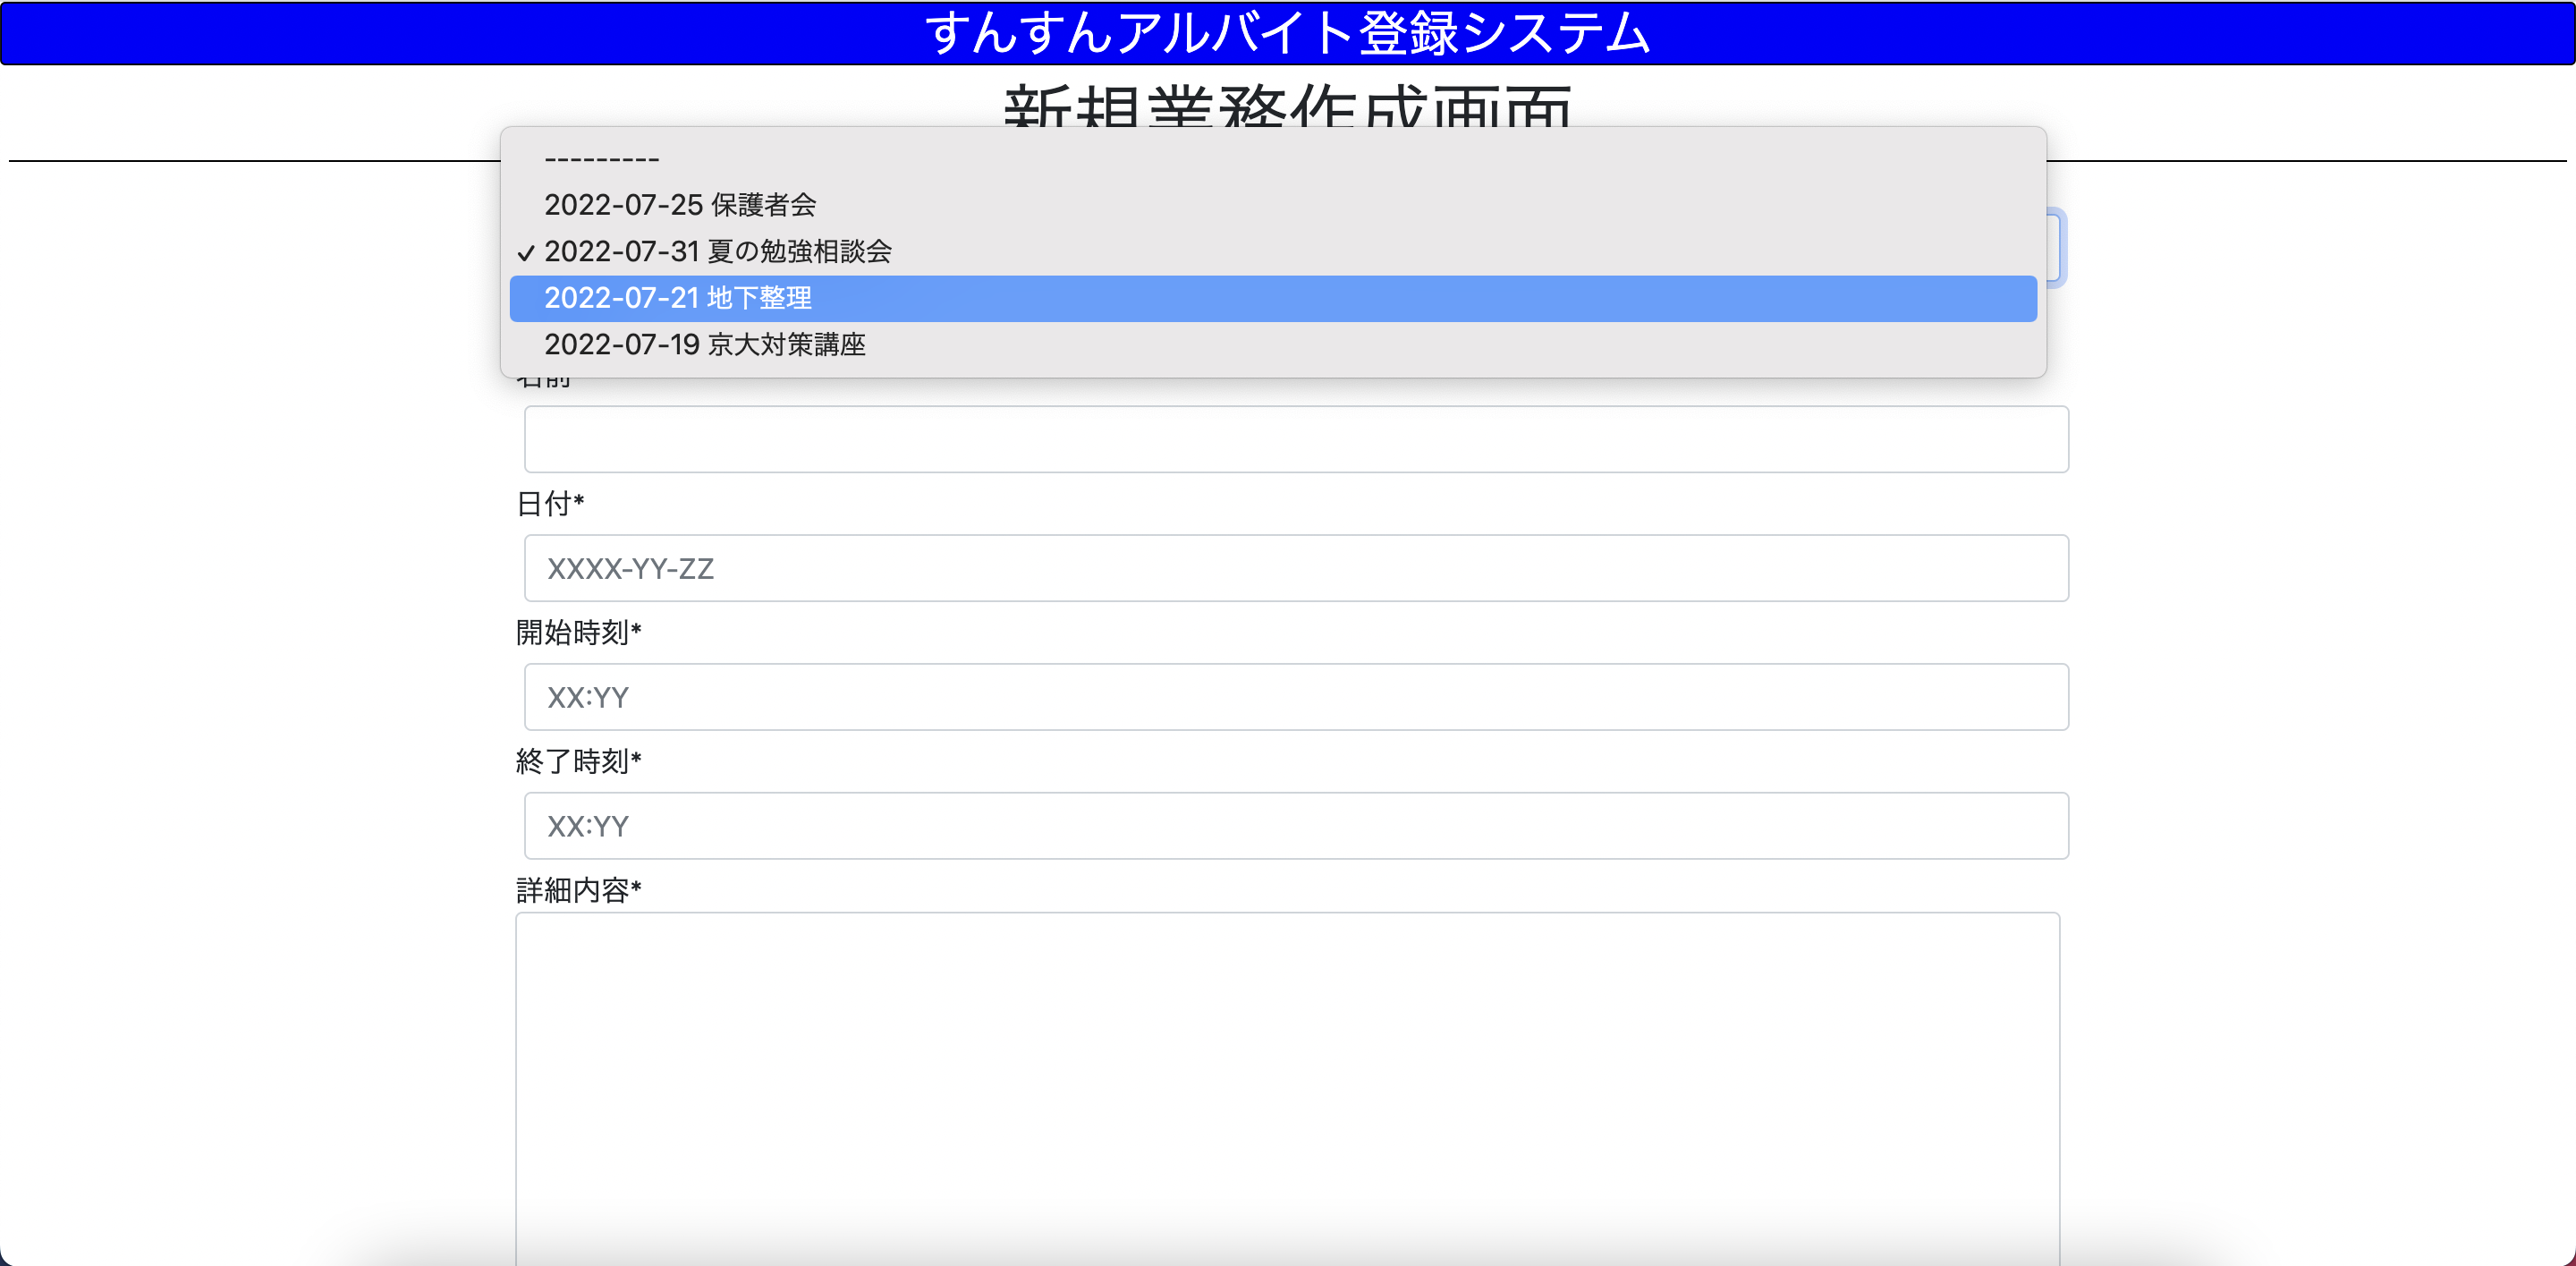 すんすんアルバイト登録システム
新規業務作成画面
---------
2022-07-25 保護者会
✓ 2022-07-31 夏の勉強相談会
2022-07-21 地下整理
2022-07-19 京大対策講座
名前
日付*
XXXX-YY-ZZ
開始時刻*
XX:YY
終了時刻*
XX:YY
詳細内容*